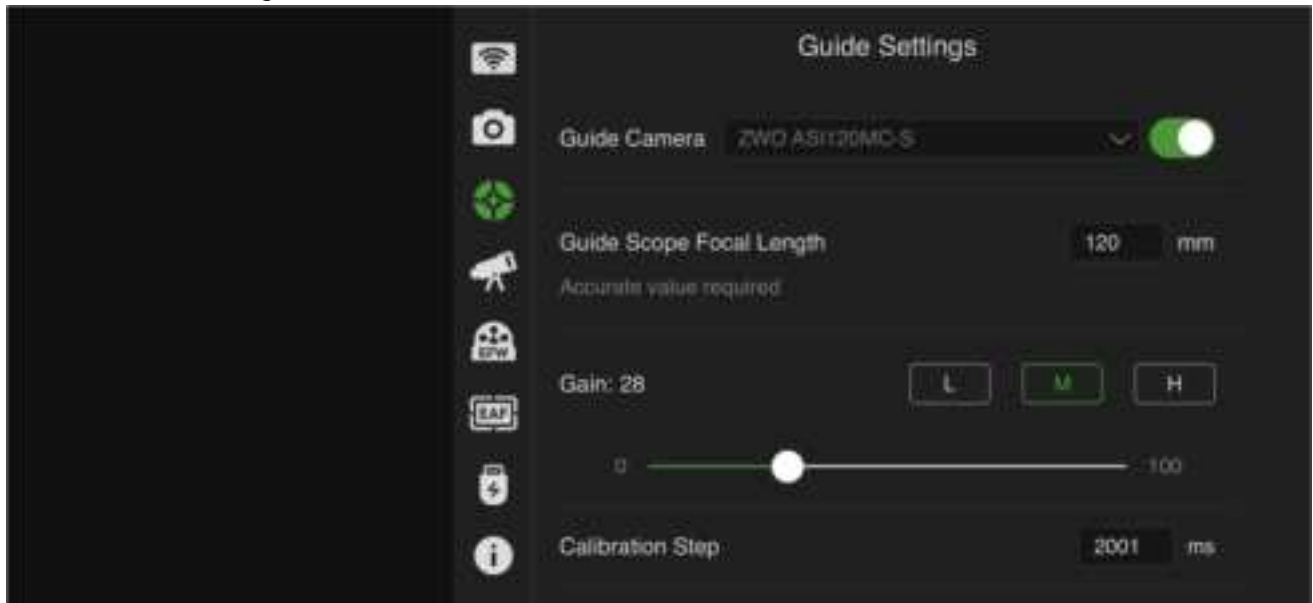 Guide Settings
Guide Camera ZWO ASI120MC-S
Guide Scope Focal Length 120 mm
Accurate value required
Gain: 28 L M H
0 100
Calibration Step 2001 ms
EFW
EAF